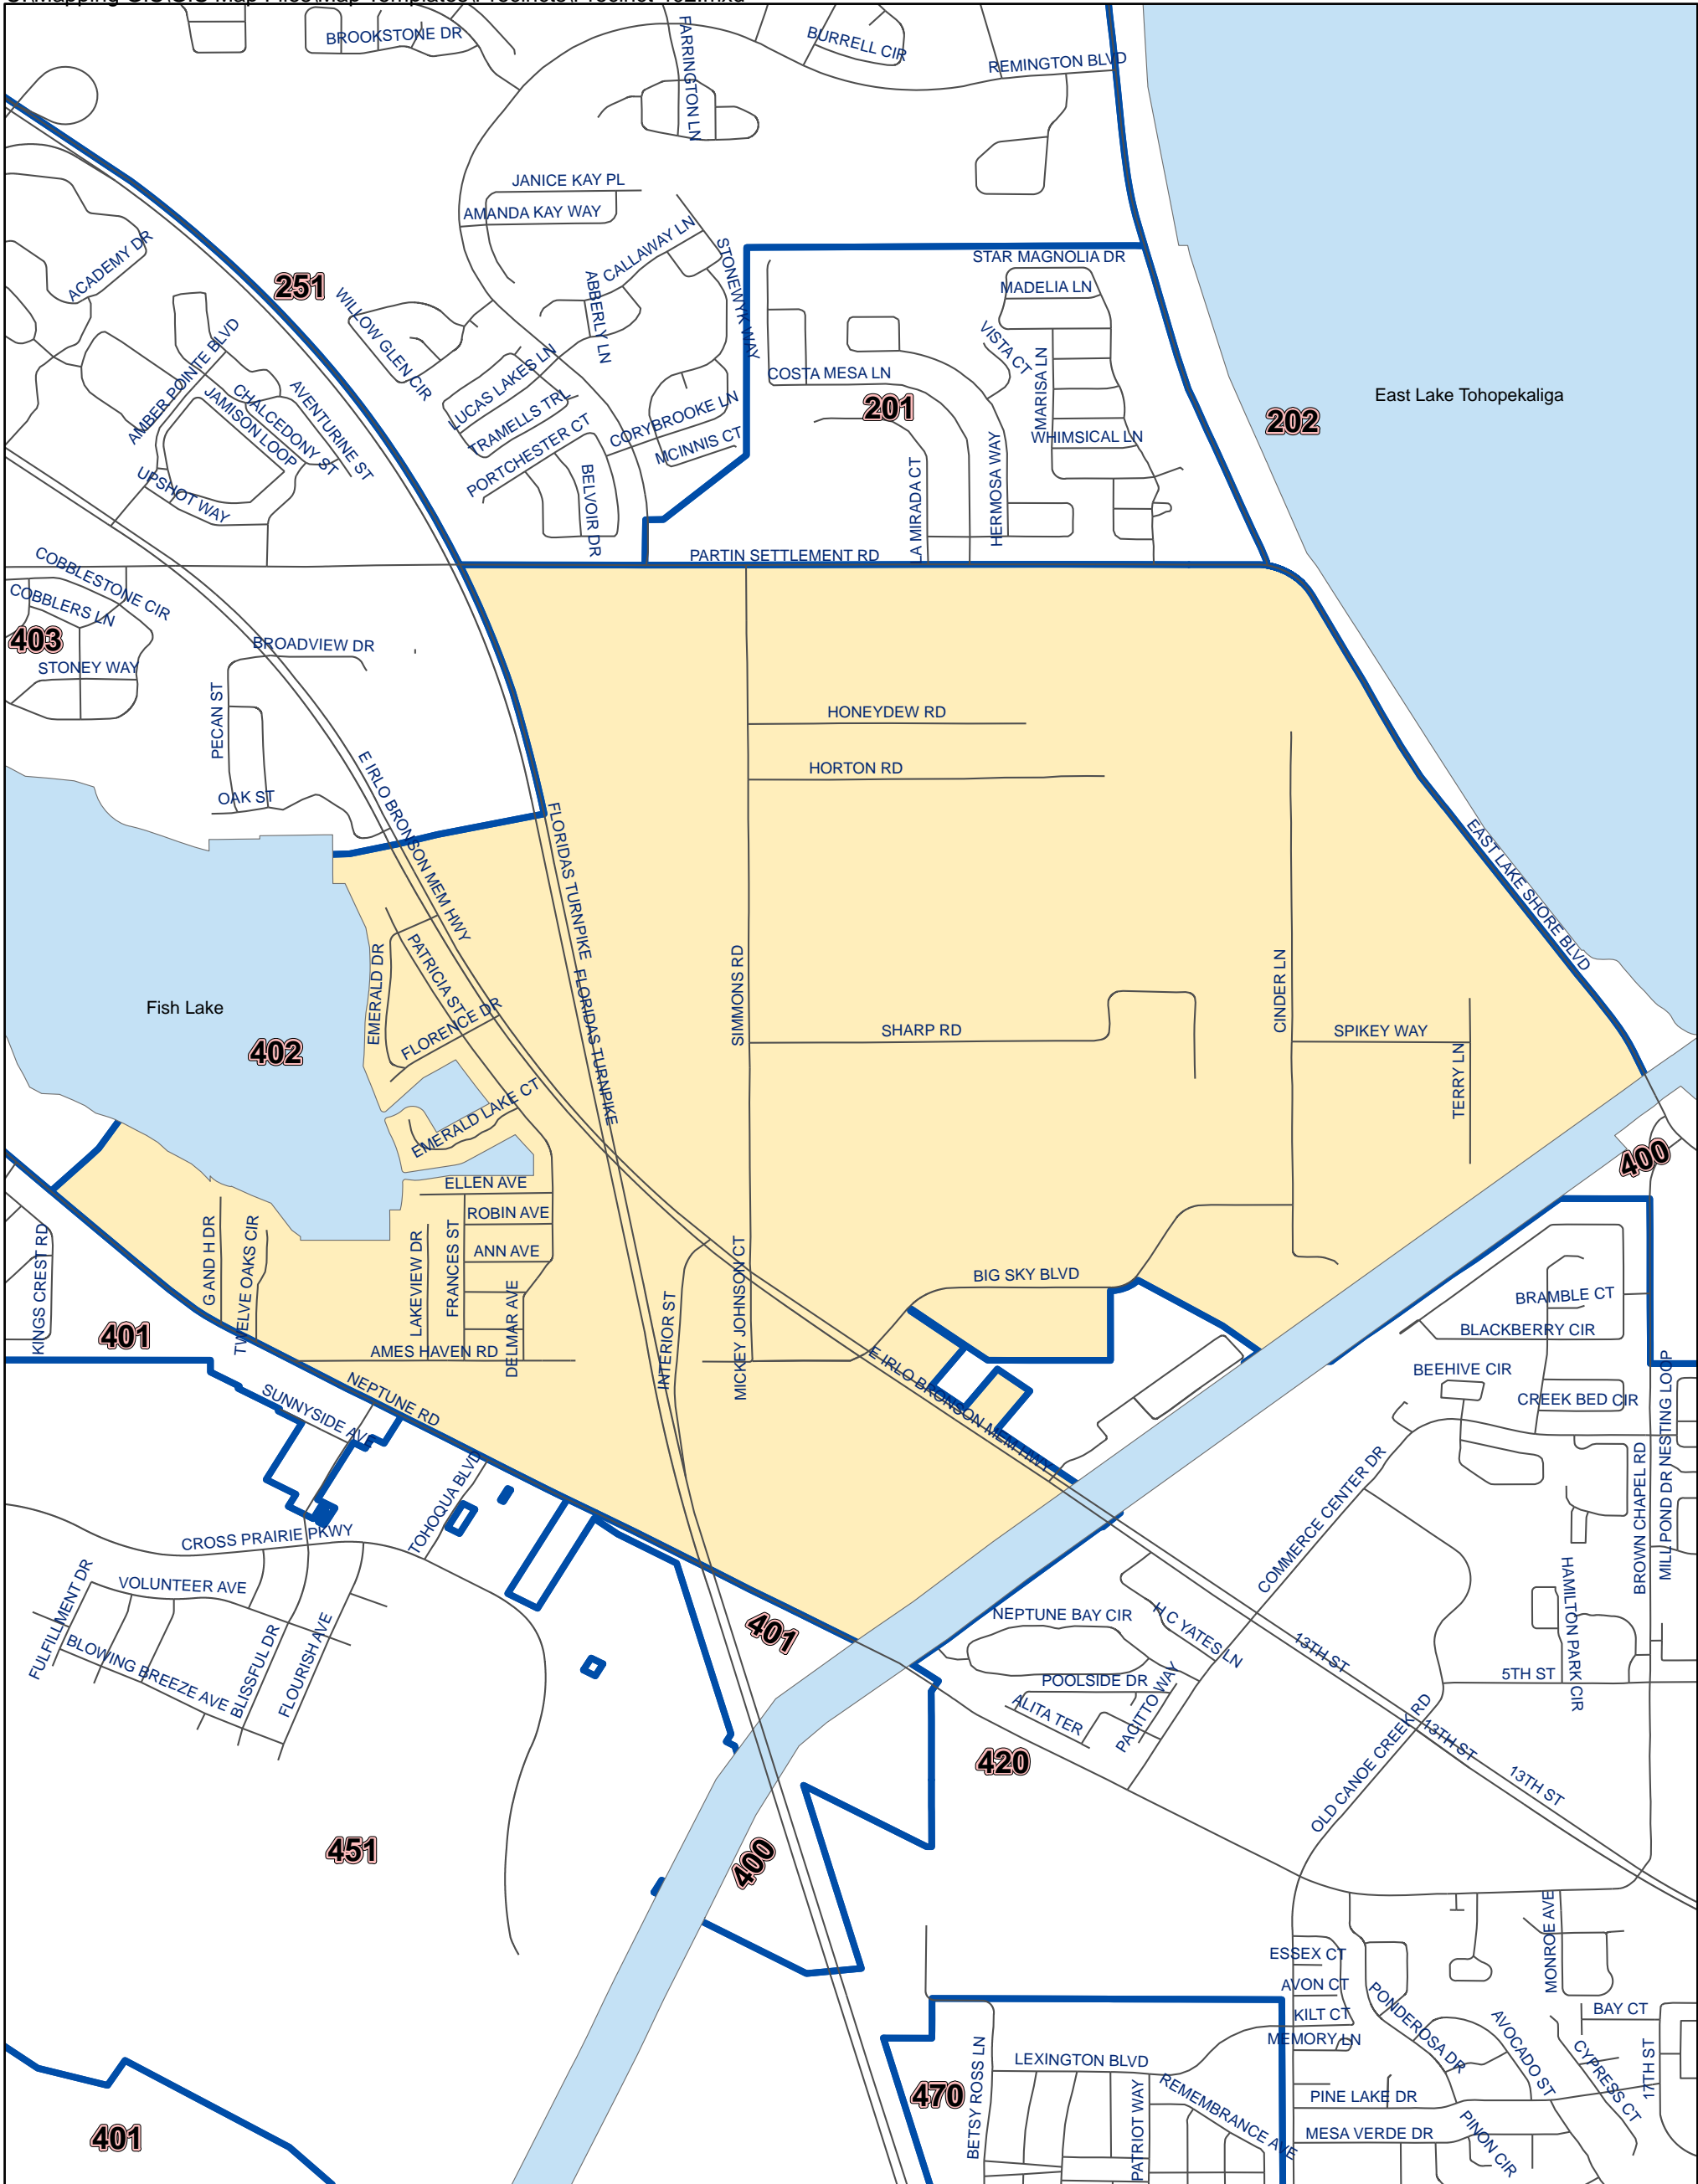 BROOKSTONE DR
FARRINGTON LN
BURRELL CIR
REMINGTON BLVD
JANICE KAY PL
AMANDA KAY WAY
CALLAWAY LN
STONEWYK WAY
STAR MAGNOLIA DR
MADELIA LN
ACADEMY DR
251
WILLOW GLEN CIR
ABBERLY LN
VISTA CT
MARISA LN
COSTA MESA LN
201
202
East Lake Tohopekaliga
AMBER POINTE BLVD
CHALCEDONY ST
JAMISON LOOP
AVENTURINE ST
LUCAS LAKES LN
TRAMELLS TRL
PORTCHESTER CT
CORYBROOKE LN
MCINNIS CT
WHIMSICAL LN
UPSHOT WAY
BELVOIR DR
LA MIRADA CT
HERMOSA WAY
PARTIN SETTLEMENT RD
COBBLESTONE CIR
COBBLERS LN
403
STONEY WAY
BROADVIEW DR
PECAN ST
OAK ST
E IRLO BRONSON MEM HWY
HONEYDEW RD
HORTON RD
FLORIDAS TURNPIKE
FLORIDAS TURNPIKE
EAST LAKE SHORE BLVD
Fish Lake
402
EMERALD DR
PATRICIA ST
FLORENCE DR
EMERALD LAKE CT
SIMMONS RD
SHARP RD
CINDER LN
SPIKEY WAY
TERRY LN
400
ELLEN AVE
ROBIN AVE
ANN AVE
G AND H DR
TWELVE OAKS CIR
LAKEVIEW DR
FRANCES ST
DELMAR AVE
AMES HAVEN RD
KINGS CREST RD
401
INTERIOR ST
MICKEY JOHNSON CT
BIG SKY BLVD
E IRLO BRONSON MEM HWY
BRAMBLE CT
BLACKBERRY CIR
BEEHIVE CIR
CREEK BED CIR
NESTING LOOP
MILL POND DR
BROWN CHAPEL RD
SUNNYSIDE AVE
NEPTUNE RD
TOHOQUA BLVD
CROSS PRAIRIE PKWY
COMMERCE CENTER DR
HAMILTON PARK CIR
FULFILLMENT DR
VOLUNTEER AVE
BLOWING BREEZE AVE
BLISSFUL DR
FLOURISH AVE
401
NEPTUNE BAY CIR
H C YATES LN
POOLSIDE DR
ALITA TER
PACITTO WAY
13TH ST
5TH ST
13TH ST
13TH ST
OLD CANOE CREEK RD
420
451
400
ESSEX CT
AVON CT
KILT CT
MEMORY LN
PONDEROSA DR
MONROE AVE
AVOCADO ST
BAY CT
CYPRESS CT
17TH ST
LEXINGTON BLVD
BETSY ROSS LN
PATRIOT WAY
REMEMBRANCE AVE
PINE LAKE DR
MESA VERDE DR
PINON CIR
470
401